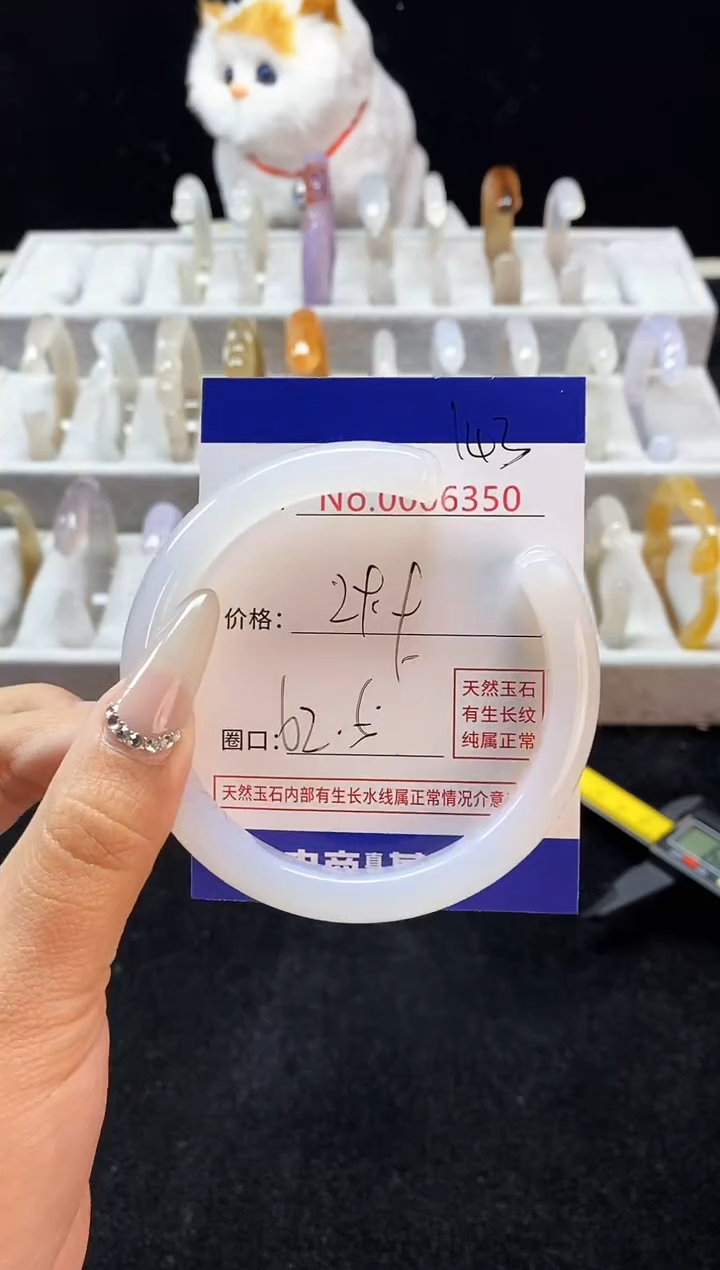 143
No.0006350
价格：
圈口：62.5
天然玉石
有生长纹
纯属正常
天然玉石内部有生长水线属正常情况介意